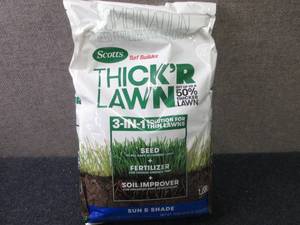 COMBINATION
Scotts
Turf Builder
THICK'R
LAWN
50%
THICKER
LAWN
3-IN-1
SOLUTION FOR
THIN LAWNS
SEED
+
FERTILIZER
+
SOIL IMPROVER
SUN & SHADE